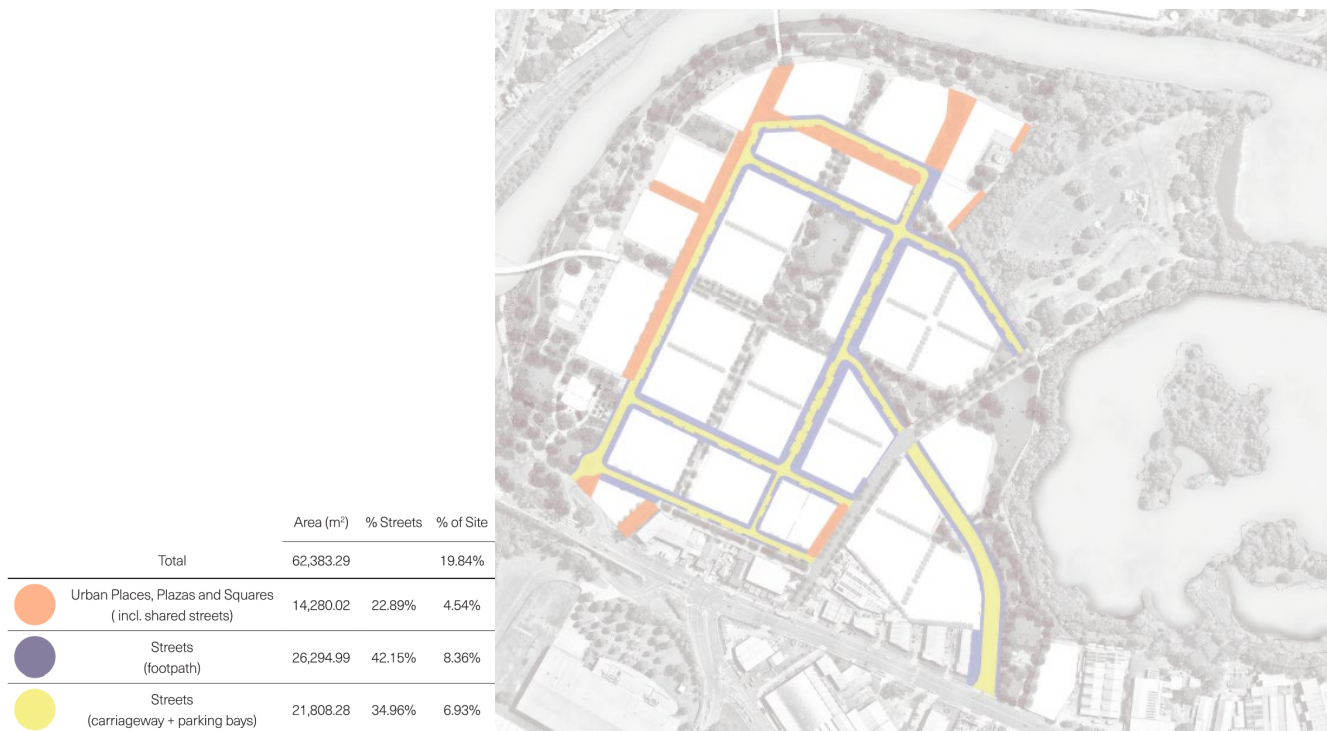 Area (m²) % Streets % of Site
Total 62,383.29 19.84%
Urban Places, Plazas and Squares
( incl. shared streets) 14,280.02 22.89% 4.54%
Streets
(footpath) 26,294.99 42.15% 8.36%
Streets
(carriageway + parking bays) 21,808.28 34.96% 6.93%